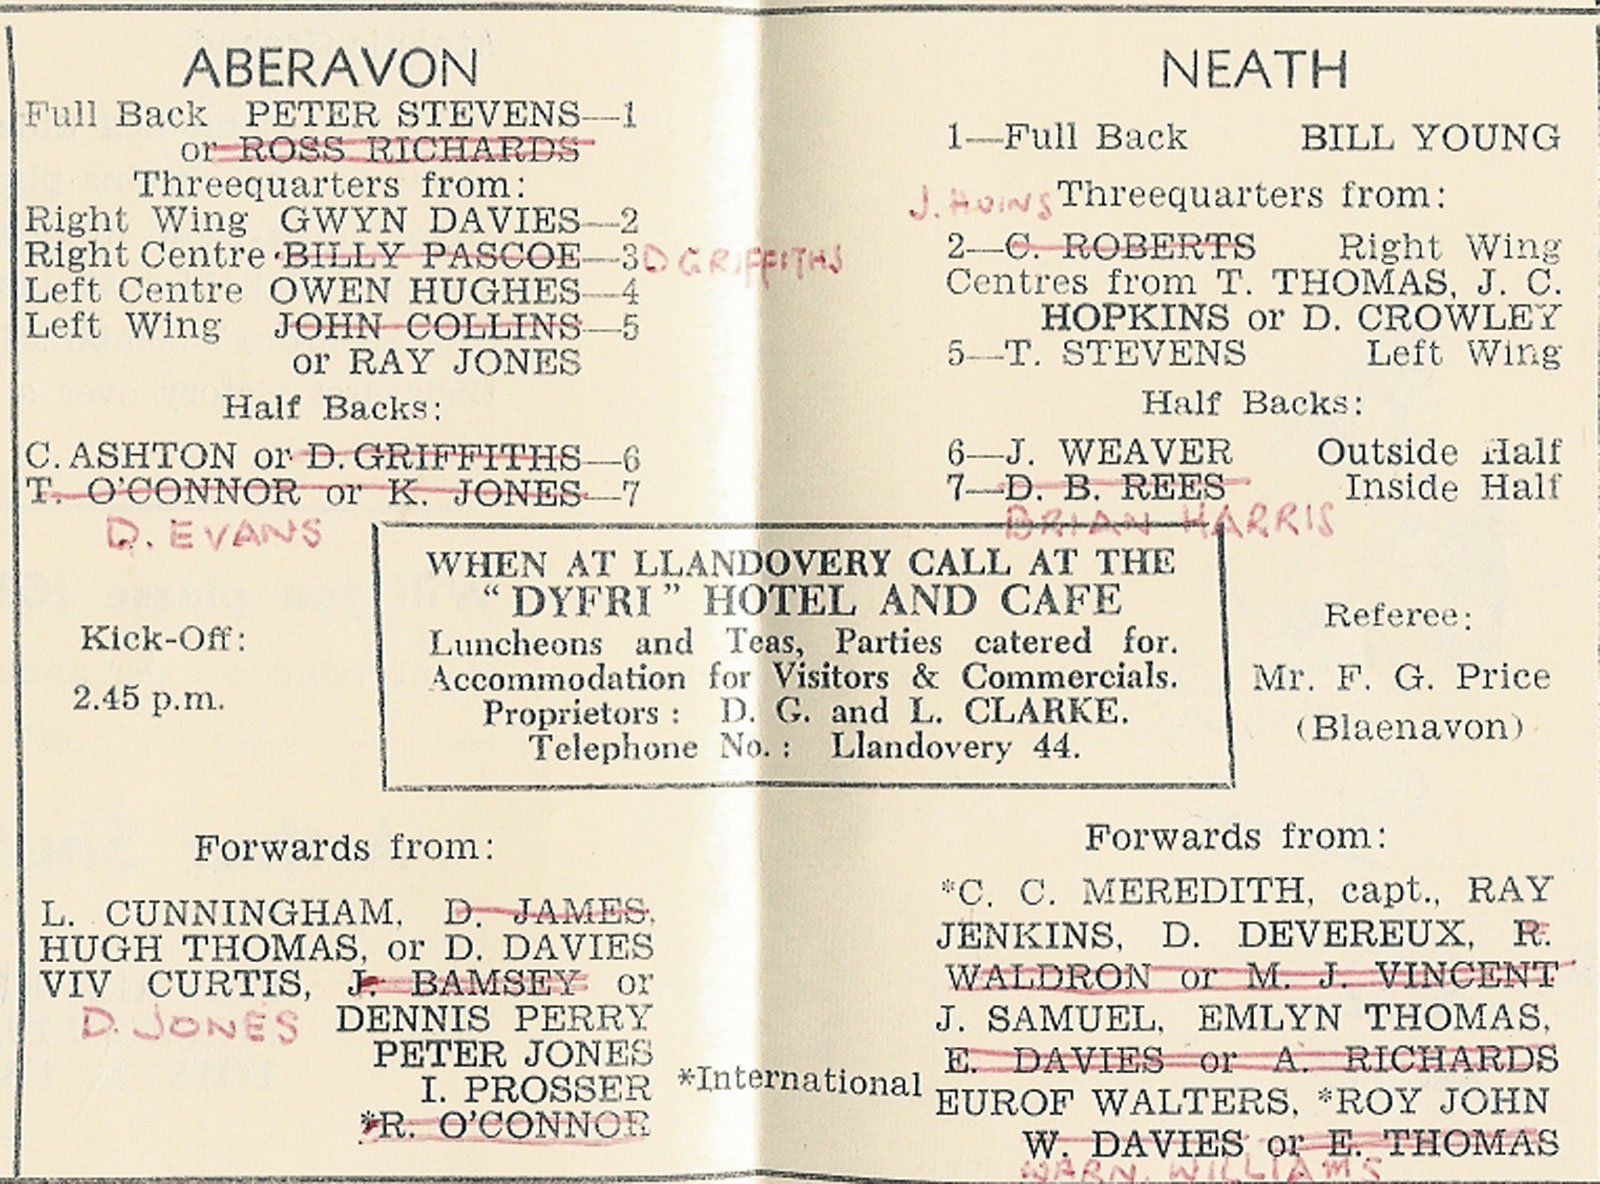 ABERAVON
Full Back PETER STEVENS—1
or ROSS RICHARDS
Threequarters from:
Right Wing GWYN DAVIES—2
Right Centre BILLY PASCOE—3 D GRIFFITHS
Left Centre OWEN HUGHES—4
Left Wing JOHN COLLINS—5
or RAY JONES
Half Backs:
C. ASHTON or D. GRIFFITHS—6
T. O'CONNOR or K. JONES—7
D. EVANS
Kick-Off:
2.45 p.m.
Forwards from:
L. CUNNINGHAM, D. JAMES,
HUGH THOMAS, or D. DAVIES
VIV CURTIS, J. BAMSEY or
D. JONES DENNIS PERRY
PETER JONES
I. PROSSER
*R. O'CONNOR
*International
WHEN AT LLANDOVERY CALL AT THE
"DYFRI" HOTEL AND CAFE
Luncheons and Teas, Parties catered for.
Accommodation for Visitors & Commercials.
Proprietors : D. G. and L. CLARKE.
Telephone No. : Llandovery 44.
NEATH
1—Full Back BILL YOUNG
J. Threequarters from:
2—C. ROBERTS Right Wing
Centres from T. THOMAS, J. C.
HOPKINS or D. CROWLEY
5—T. STEVENS Left Wing
Half Backs:
6—J. WEAVER Outside Half
7—D. B. REES Inside Half
BRIAN HARRIS
Referee:
Mr. F. G. Price
(Blaenavon)
Forwards from:
*C. C. MEREDITH, capt., RAY
JENKINS, D. DEVEREUX, R.
WALDRON or M. J. VINCENT
J. SAMUEL, EMLYN THOMAS,
E. DAVIES or A. RICHARDS
EUROF WALTERS, *ROY JOHN
W. DAVIES or E. THOMAS
WILLIAMS